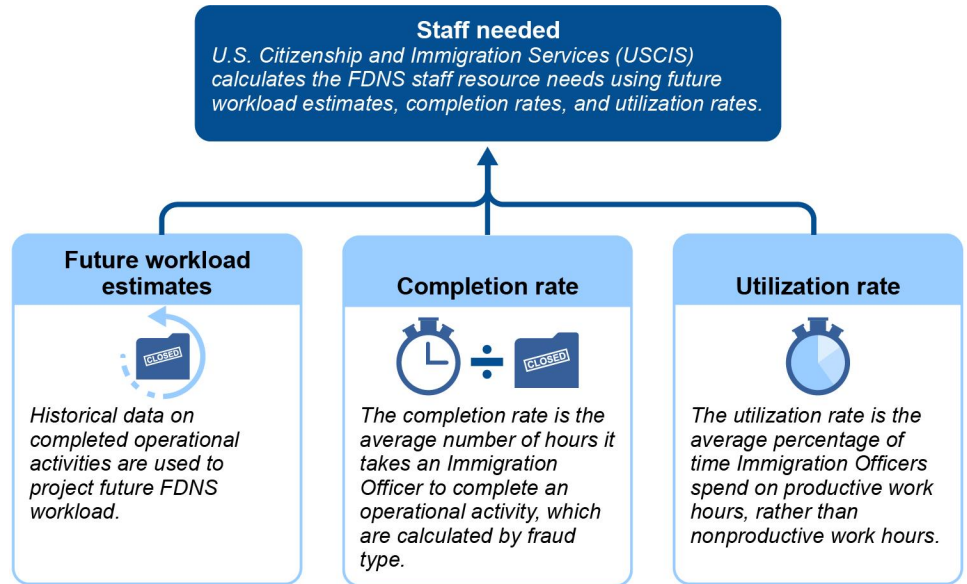 Staff needed
U.S. Citizenship and Immigration Services (USCIS)
calculates the FDNS staff resource needs using future
workload estimates, completion rates, and utilization rates.
Future workload
estimates
CLOSED
Historical data on
completed operational
activities are used to
project future FDNS
workload.
Completion rate
÷
CLOSED
The completion rate is the
average number of hours it
takes an Immigration
Officer to complete an
operational activity, which
are calculated by fraud
type.
Utilization rate
The utilization rate is the
average percentage of
time Immigration Officers
spend on productive work
hours, rather than
nonproductive work hours.